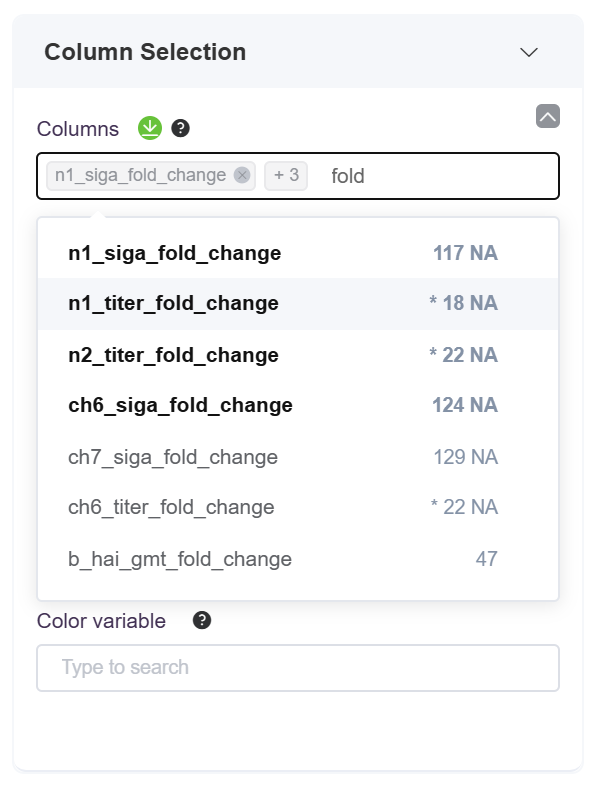 Column Selection
Columns ?
n1_siga_fold_change + 3 fold
n1_siga_fold_change 117 NA
n1_titer_fold_change * 18 NA
n2_titer_fold_change * 22 NA
ch6_siga_fold_change 124 NA
ch7_siga_fold_change 129 NA
ch6_titer_fold_change * 22 NA
b_hai_gmt_fold_change 47
Color variable ?
Type to search